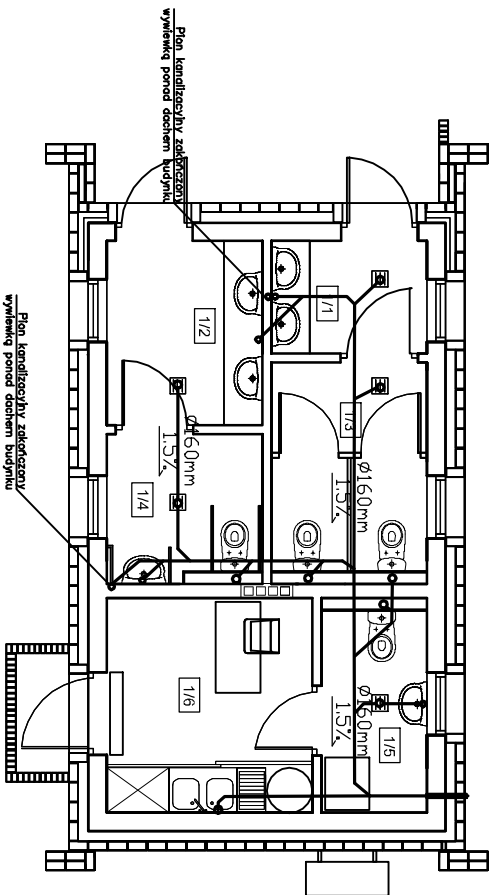 Pion kanalizacyjny zakończony
wywiewką ponad dachem budynku
1/1
1/2
1/3
Ø160mm
1.5%
Ø160mm
1.5%
1/4
1/6
Ø160mm
1.5%
1/5
Pion kanalizacyjny zakończony
wywiewką ponad dachem budynku